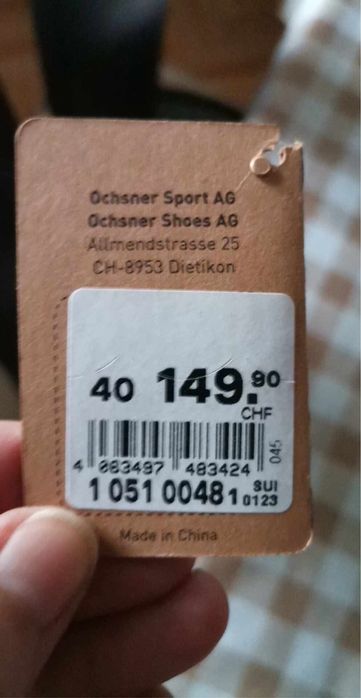 Ochsner Sport AG
Ochsner Shoes AG
Allmendstrasse 25
CH-8953 Dietikon
40 149.90
CHF
045
4 063497 483424
1 051 0048 1 SUI 0123
Made in China